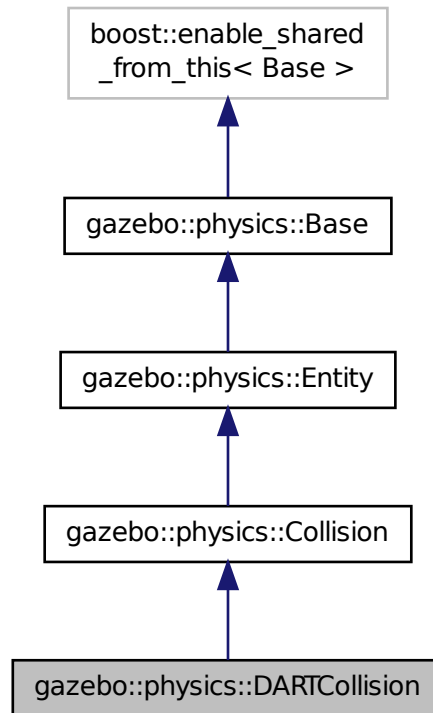 boost::enable_shared
_from_this< Base >
gazebo::physics::Base
gazebo::physics::Entity
gazebo::physics::Collision
gazebo::physics::DARTCollision